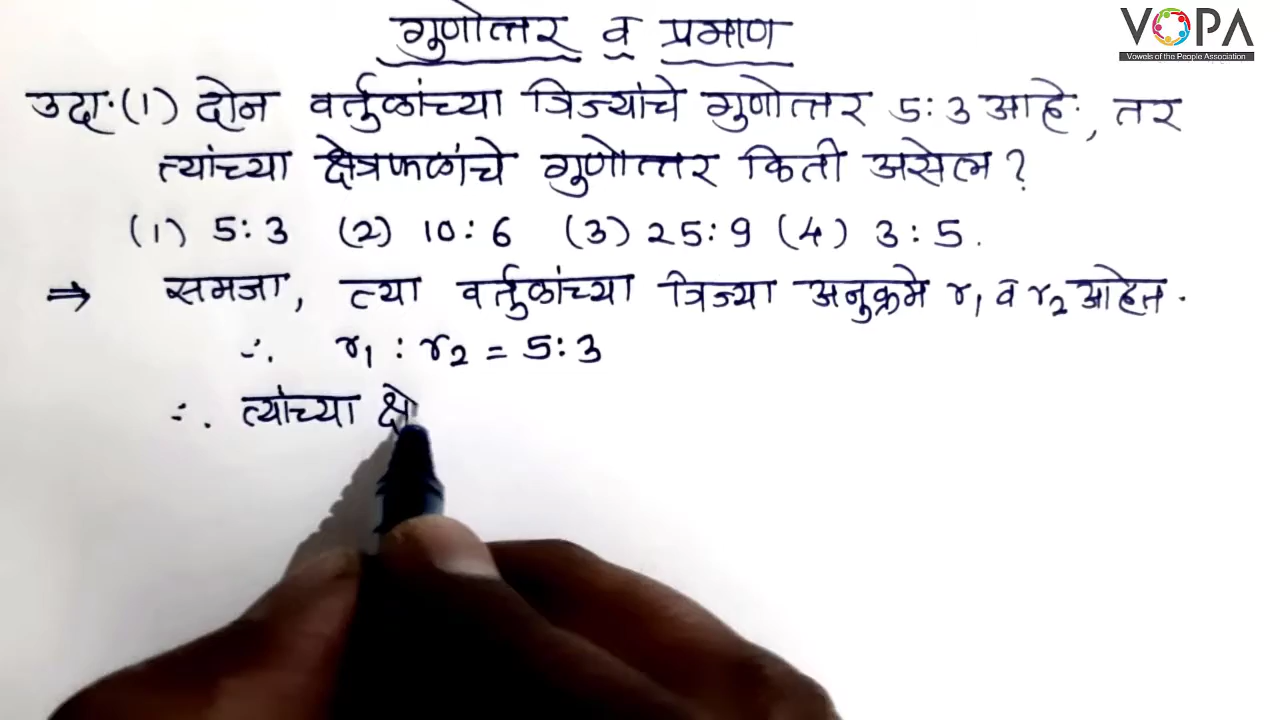 VOPA
Vowels of the People Association
गुणोत्तर व प्रमाण
उदा.(1) दोन वर्तुळांच्या त्रिज्यांचे गुणोत्तर 5:3 आहे, तर
त्यांच्या क्षेत्रफळांचे गुणोत्तर किती असेल?
(1) 5:3 (2) 10:6 (3) 25:9 (4) 3:5.
⇒ समजा, त्या वर्तुळांच्या त्रिज्या अनुक्रमे r₁ व r₂ आहेत.
∴ r₁ : r₂ = 5:3
∴ त्यांच्या क्षे